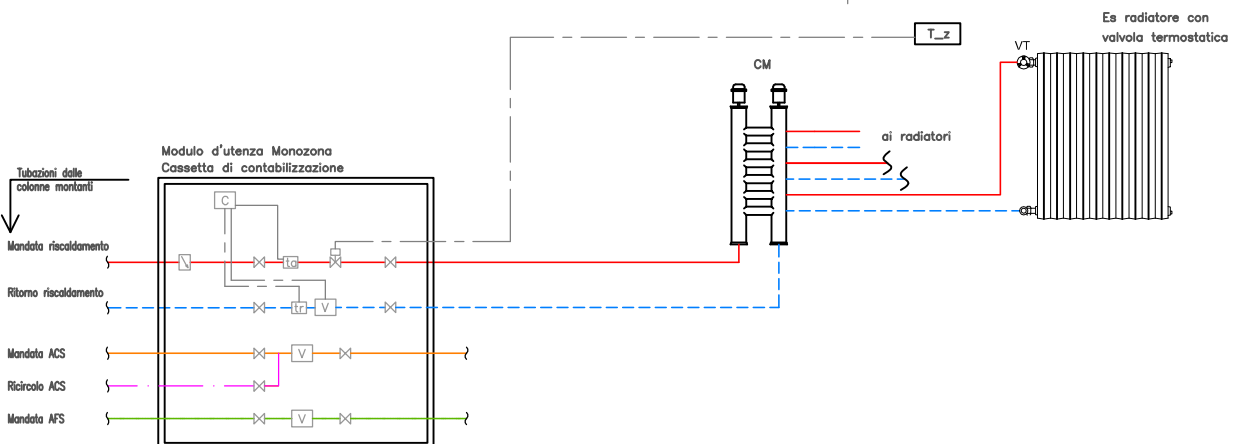 Es radiatore con
valvola termostatica
T_z
VT
CM
ai radiatori
Modulo d'utenza Monozona
Cassetta di contabilizzazione
Tubazioni dalle
colonne montanti
C
Mandata riscaldamento
ta
Ritorno riscaldamento
tr
V
Mandata ACS
V
Ricircolo ACS
Mandata AFS
V